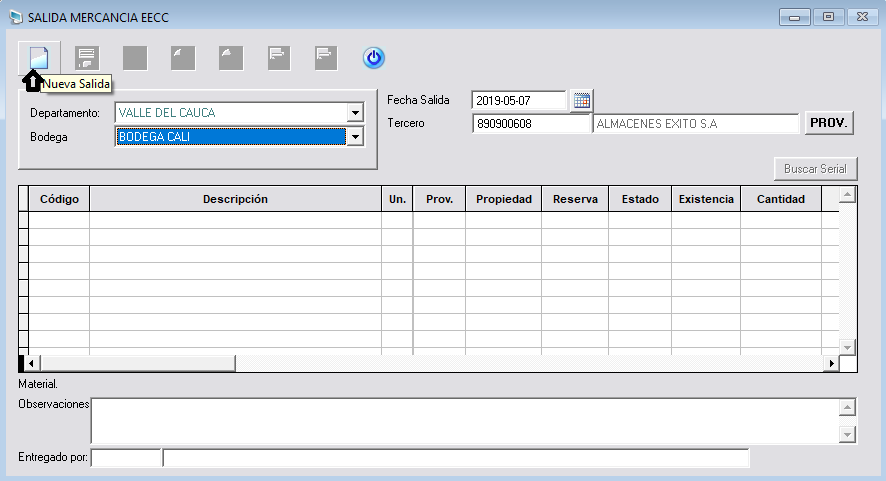 SALIDA MERCANCIA EECC
Nueva Salida
Departamento: VALLE DEL CAUCA
Bodega BODEGA CALI
Fecha Salida 2019-05-07
Tercero 890900608 ALMACENES EXITO S.A PROV.
Buscar Serial
Código Descripción Un. Prov. Propiedad Reserva Estado Existencia Cantidad
Material.
Observaciones
Entregado por: